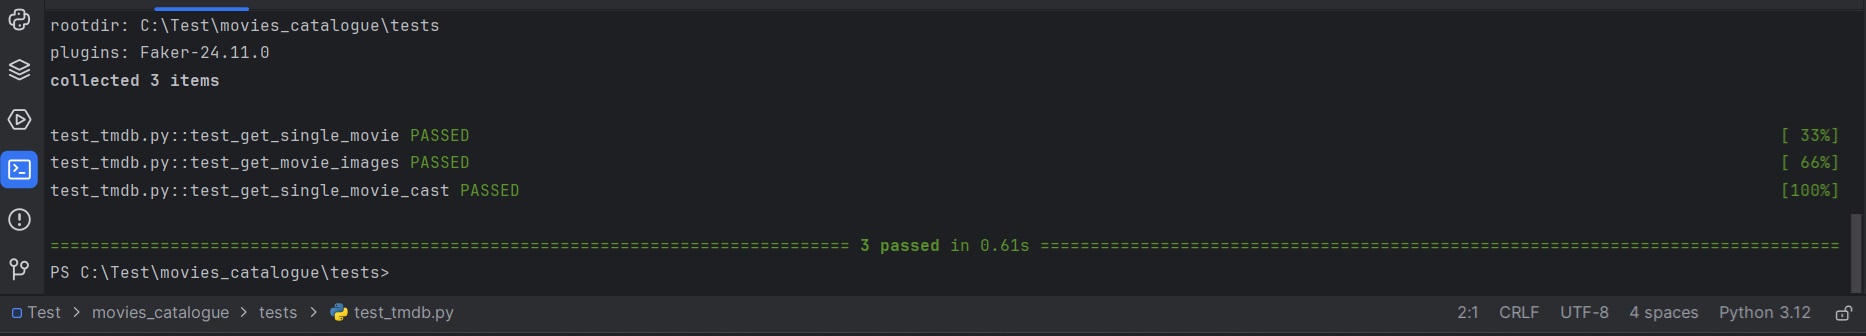 rootdir: C:\Test\movies_catalogue\tests
plugins: Faker-24.11.0
collected 3 items
test_tmdb.py::test_get_single_movie PASSED [ 33%]
test_tmdb.py::test_get_movie_images PASSED [ 66%]
test_tmdb.py::test_get_single_movie_cast PASSED [100%]
================================================================================ 3 passed in 0.61s ================================================================================
PS C:\Test\movies_catalogue\tests>
Test > movies_catalogue > tests > test_tmdb.py 2:1 CRLF UTF-8 4 spaces Python 3.12